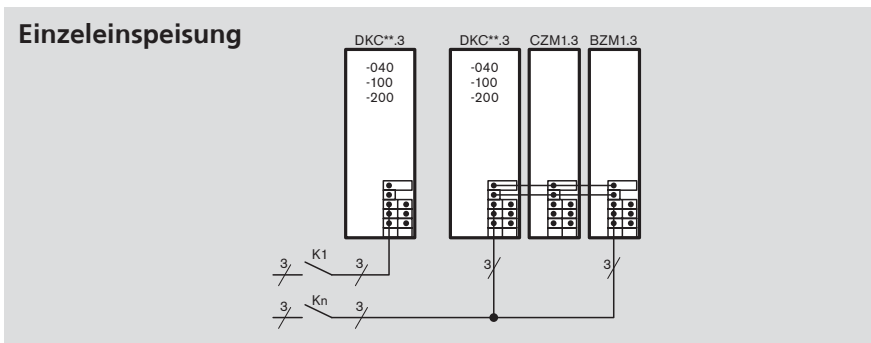 Einzeleinspeisung
DKC**.3 DKC**.3 CZM1.3 BZM1.3
-040 -040
-100 -100
-200 -200
3 K1 3 3 3
3 Kn 3